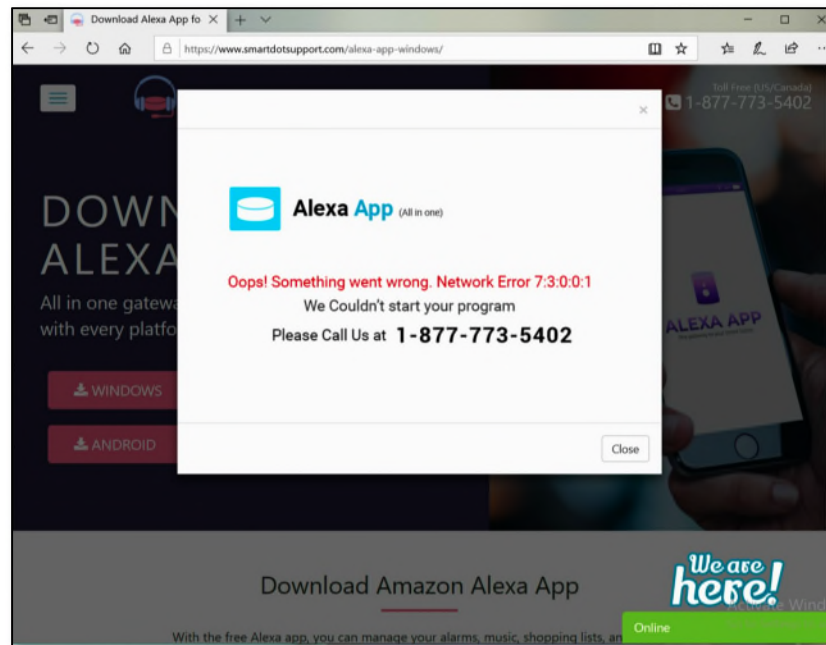 Download Alexa App fo
https://www.smartdotsupport.com/alexa-app-windows/
Toll Free (US/Canada)
1-877-773-5402
DOWN
ALEXA
All in one gatewa
with every platfo
WINDOWS
ANDROID
Alexa App (All in one)
Oops! Something went wrong. Network Error 7:3:0:0:1
We Couldn't start your program
Please Call Us at 1-877-773-5402
Close
ALEXA APP
Download Amazon Alexa App
With the free Alexa app, you can manage your alarms, music, shopping lists, an
We are
here!
Activate Wind
Online